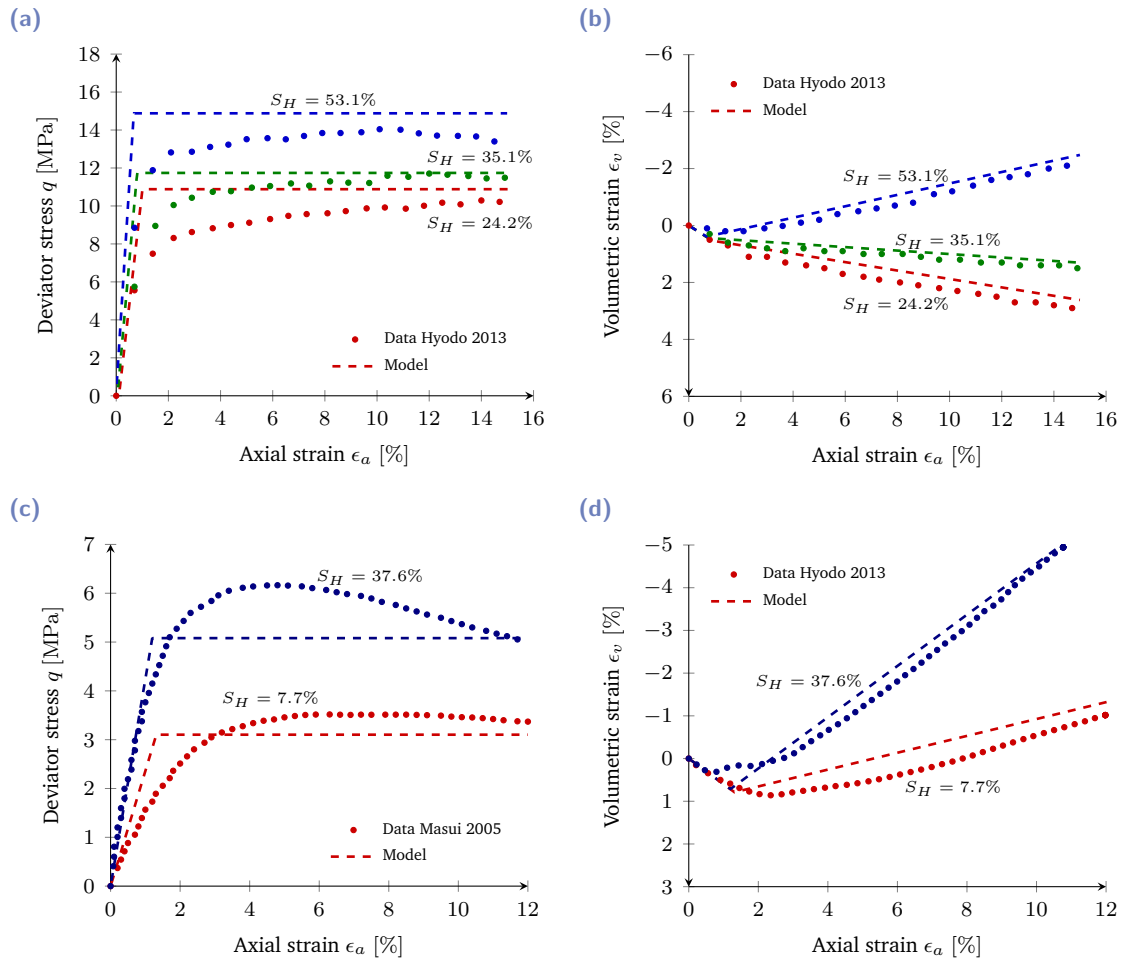 (a)
18
16
14
12
10
8
6
4
2
0
Deviator stress q [MPa]
S_H = 53.1%
S_H = 35.1%
S_H = 24.2%
Data Hyodo 2013
Model
0 2 4 6 8 10 12 14 16
Axial strain ϵ_a [%]
(b)
−6
−4
−2
0
2
4
6
Volumetric strain ϵ_v [%]
Data Hyodo 2013
Model
S_H = 53.1%
S_H = 35.1%
S_H = 24.2%
0 2 4 6 8 10 12 14 16
Axial strain ϵ_a [%]
(c)
7
6
5
4
3
2
1
0
Deviator stress q [MPa]
S_H = 37.6%
S_H = 7.7%
Data Masui 2005
Model
0 2 4 6 8 10 12
Axial strain ϵ_a [%]
(d)
−5
−4
−3
−2
−1
0
1
2
3
Volumetric strain ϵ_v [%]
Data Hyodo 2013
Model
S_H = 37.6%
S_H = 7.7%
0 2 4 6 8 10 12
Axial strain ϵ_a [%]